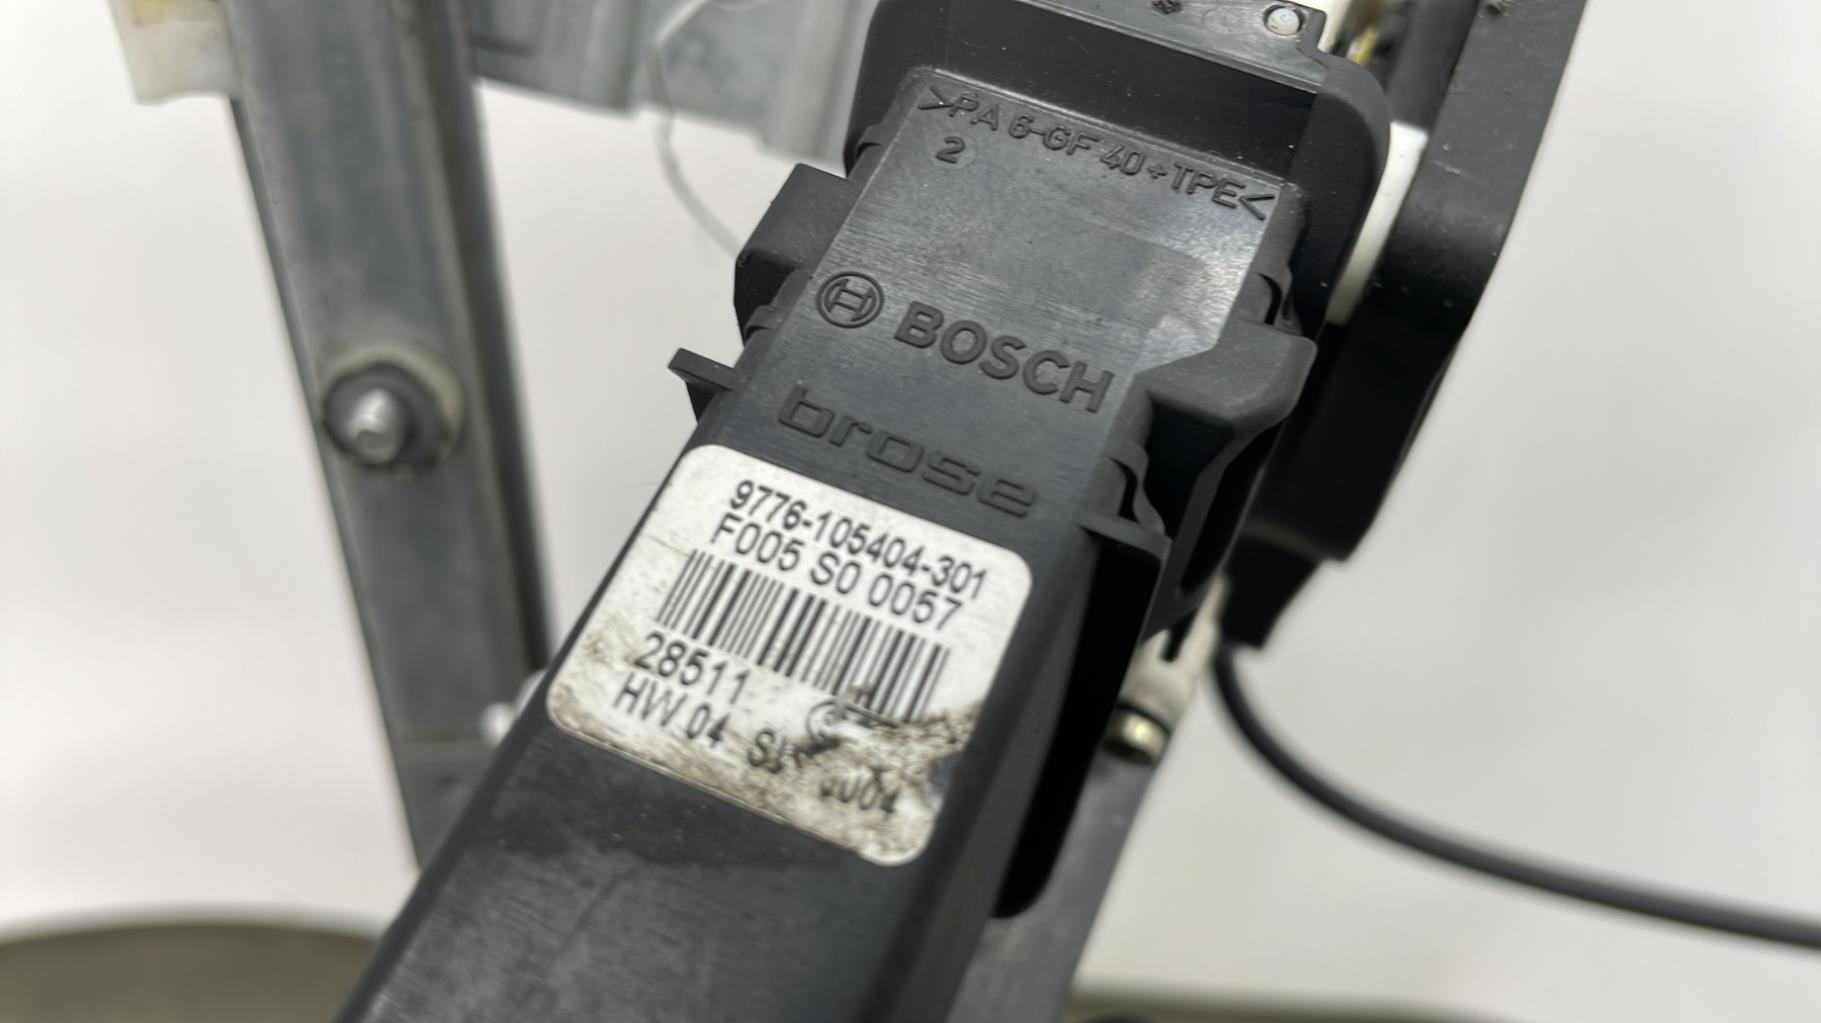 >PA 6-GF 40+TPE<
2
BOSCH
brose
9776-105404-301
F005 S0 0057
28511
HW 04